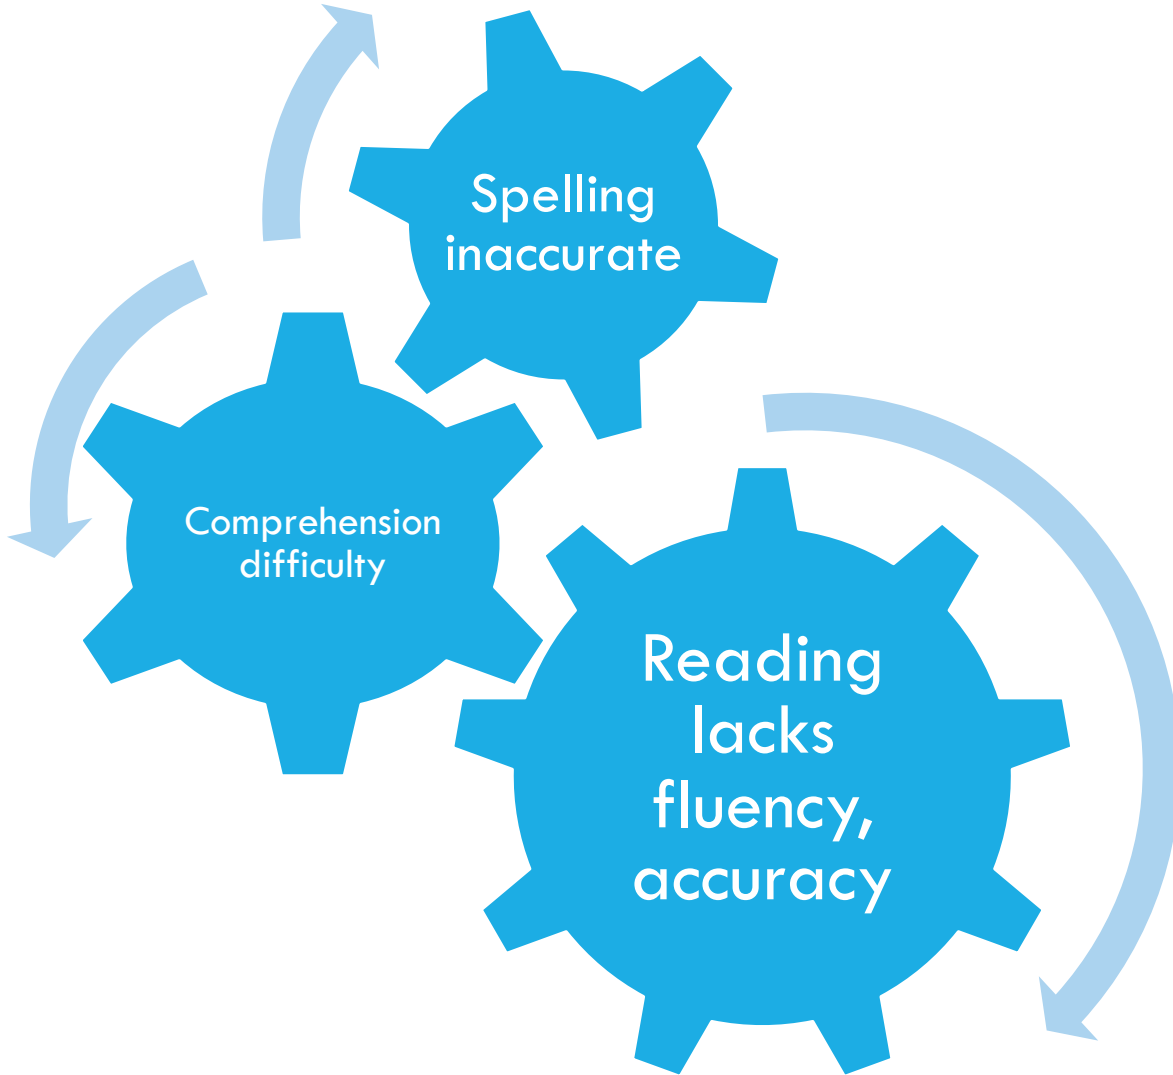 Spelling
inaccurate
Comprehension
difficulty
Reading
lacks
fluency,
accuracy